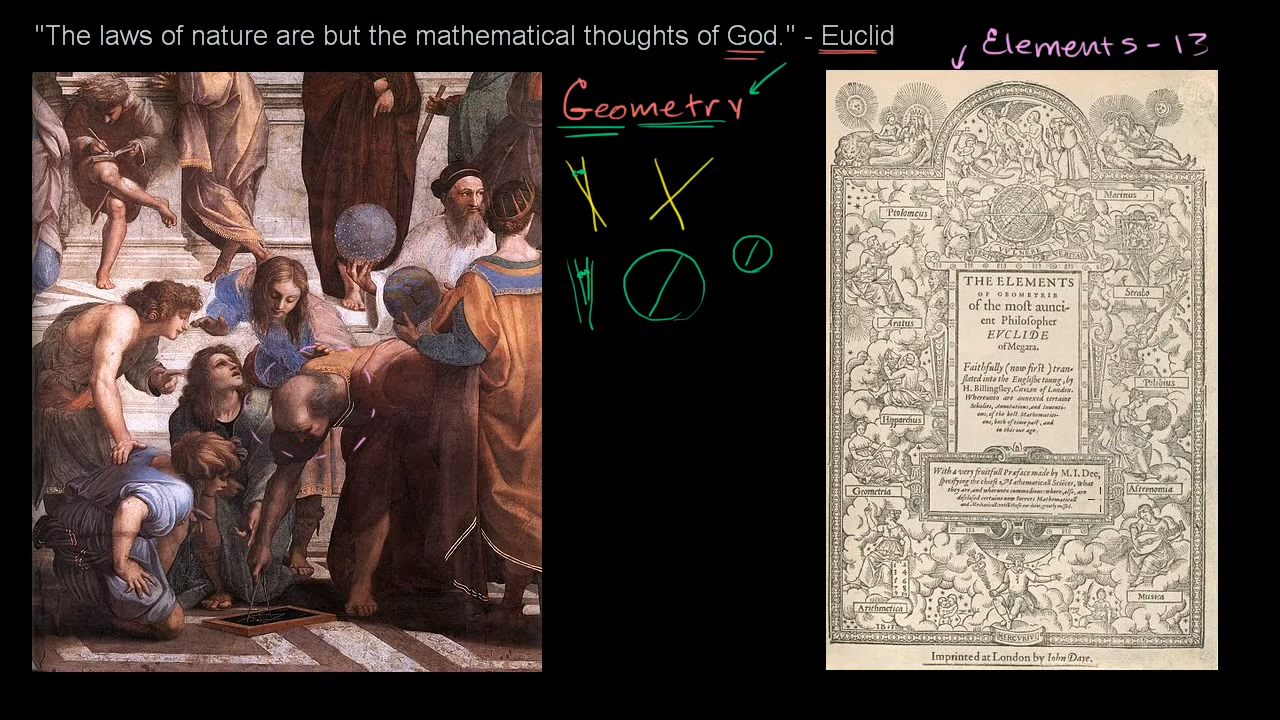 "The laws of nature are but the mathematical thoughts of God." - Euclid
Elements - 13
Geometry
Ptolomeus
Marinus
Aratus
Strabo
Hipparchus
Polibius
Geometria
Astronomia
Arithmetica
Musica
THE ELEMENTS
OF GEOMETRIE
of the most aunci-
ent Philosopher
EVCLIDE
of Megara.
Faithfully (now first) tran-
slated into the Englishe toung, by
H. Billingsley, Citizen of London.
Whereunto are annexed certaine
Scholies, Annotations, and Inuenti-
ons, of the best Mathematici-
ens, both of time past, and
in this our age.
With a very fruitfull Præface made by M. I. Dee,
specifying the chiefe Mathematicall Sciẽces, what
they are, and wherunto commodious: where, also, are
disclosed certaine new Secrets Mathematicall
and Mechanicall, vntill these our daies, greatly missed.
MERCVRIVS
Imprinted at London by Iohn Daye.